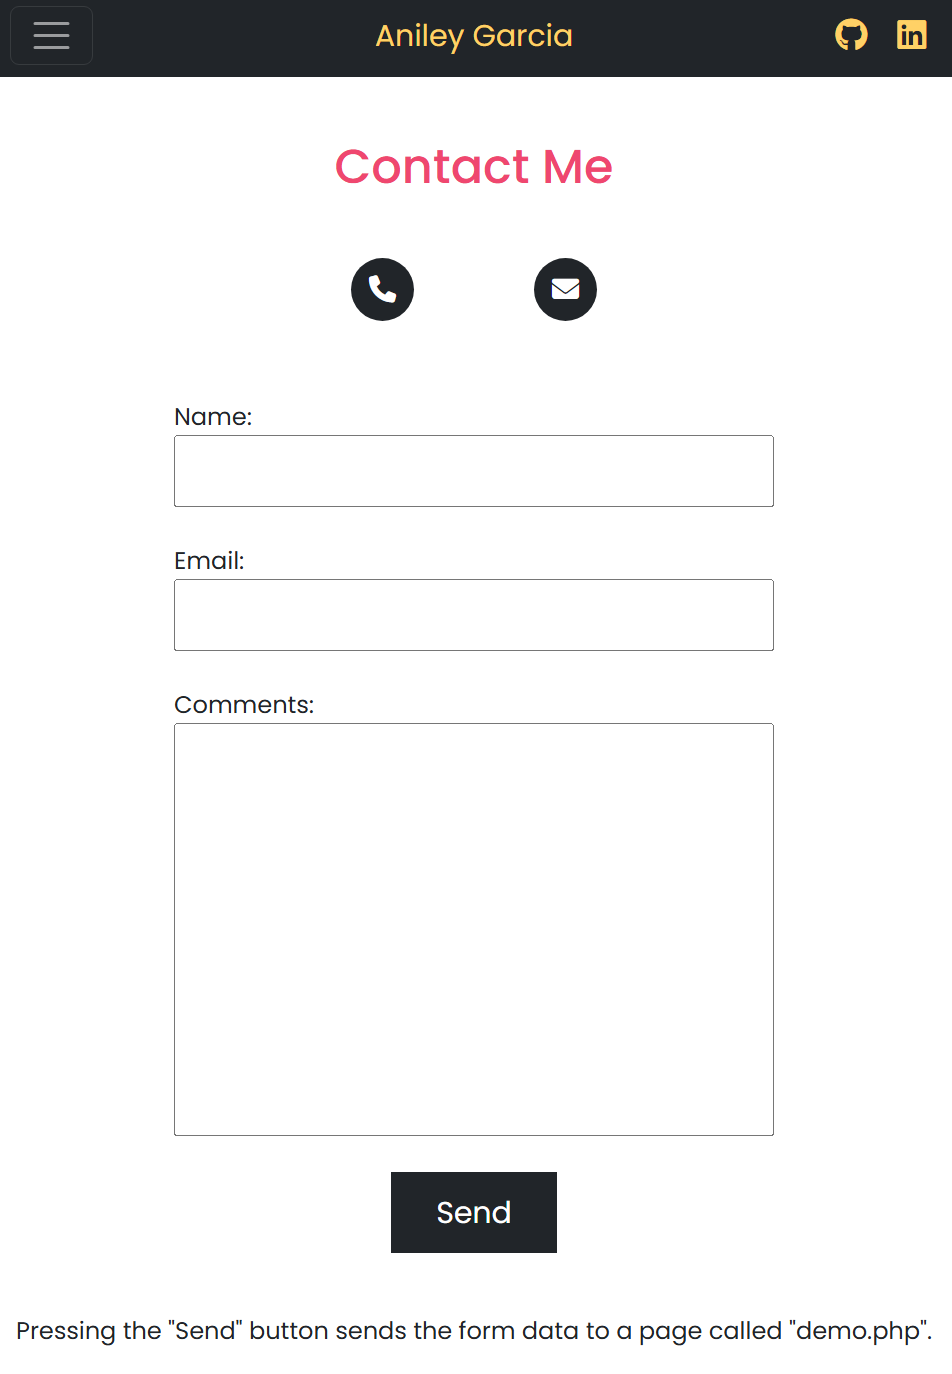 Aniley Garcia
Contact Me
Name:
Email:
Comments:
Send
Pressing the "Send" button sends the form data to a page called "demo.php".